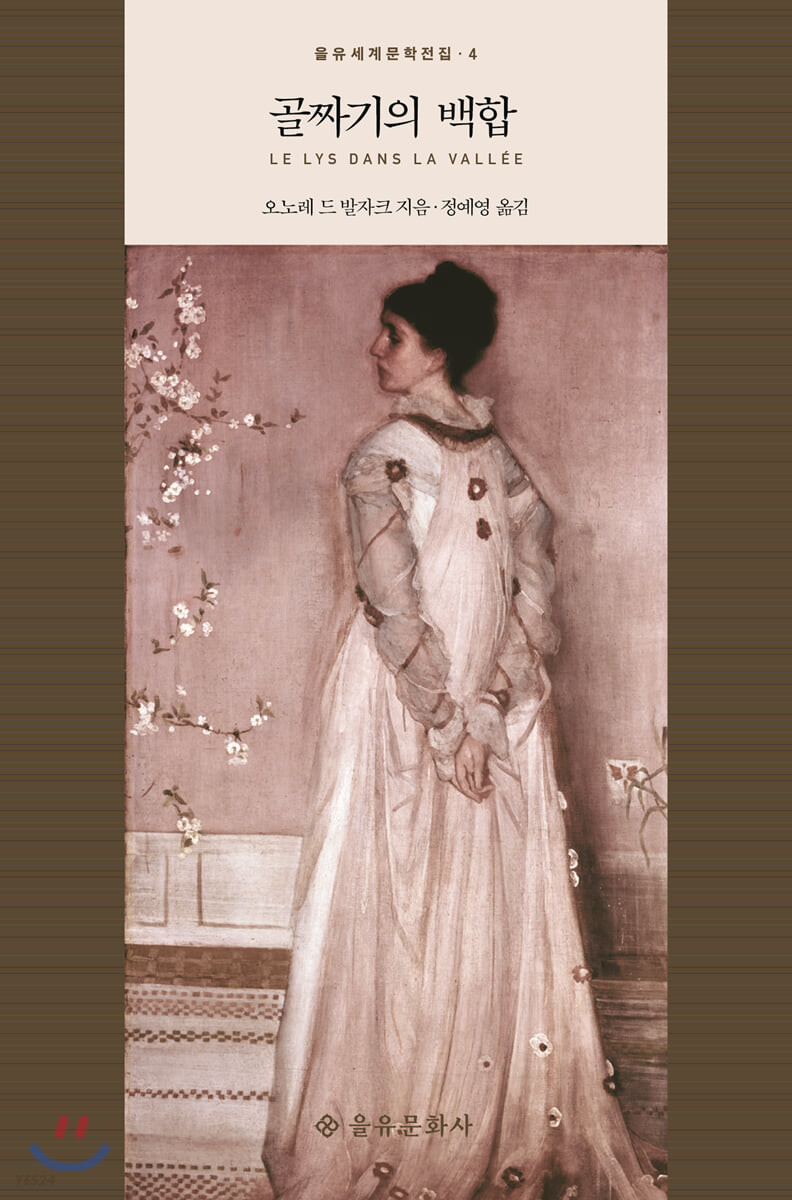 을유세계문학전집 · 4
골짜기의 백합
LE LYS DANS LA VALLÉE
오노레 드 발자크 지음 · 정예영 옮김
을유문화사
YES24